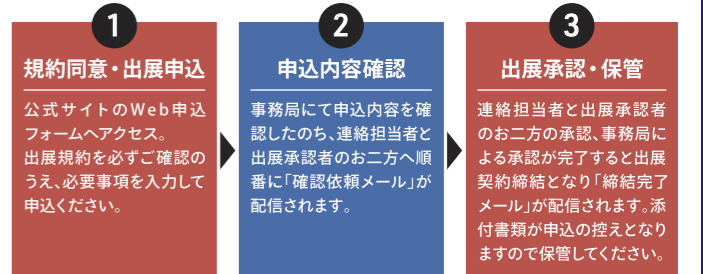 1
規約同意・出展申込
公式サイトのWeb申込
フォームへアクセス。
出展規約を必ずご確認の
うえ、必要事項を入力して
申込ください。
2
申込内容確認
事務局にて申込内容を確
認したのち、連絡担当者と
出展承認者のお二方へ順
番に「確認依頼メール」が
配信されます。
3
出展承認・保管
連絡担当者と出展承認者
のお二方の承認、事務局に
よる承認が完了すると出展
契約締結となり「締結完了
メール」が配信されます。添
付書類が申込の控えとなり
ますので保管してください。